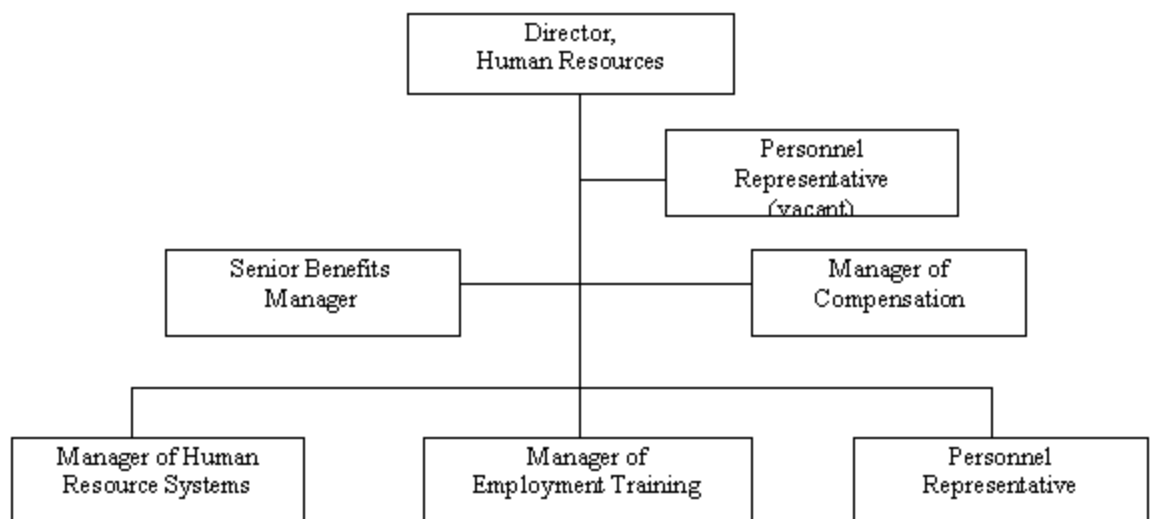 Director,
Human Resources
Personnel
Representative
(vacant)
Senior Benefits
Manager
Manager of
Compensation
Manager of Human
Resource Systems
Manager of
Employment Training
Personnel
Representative